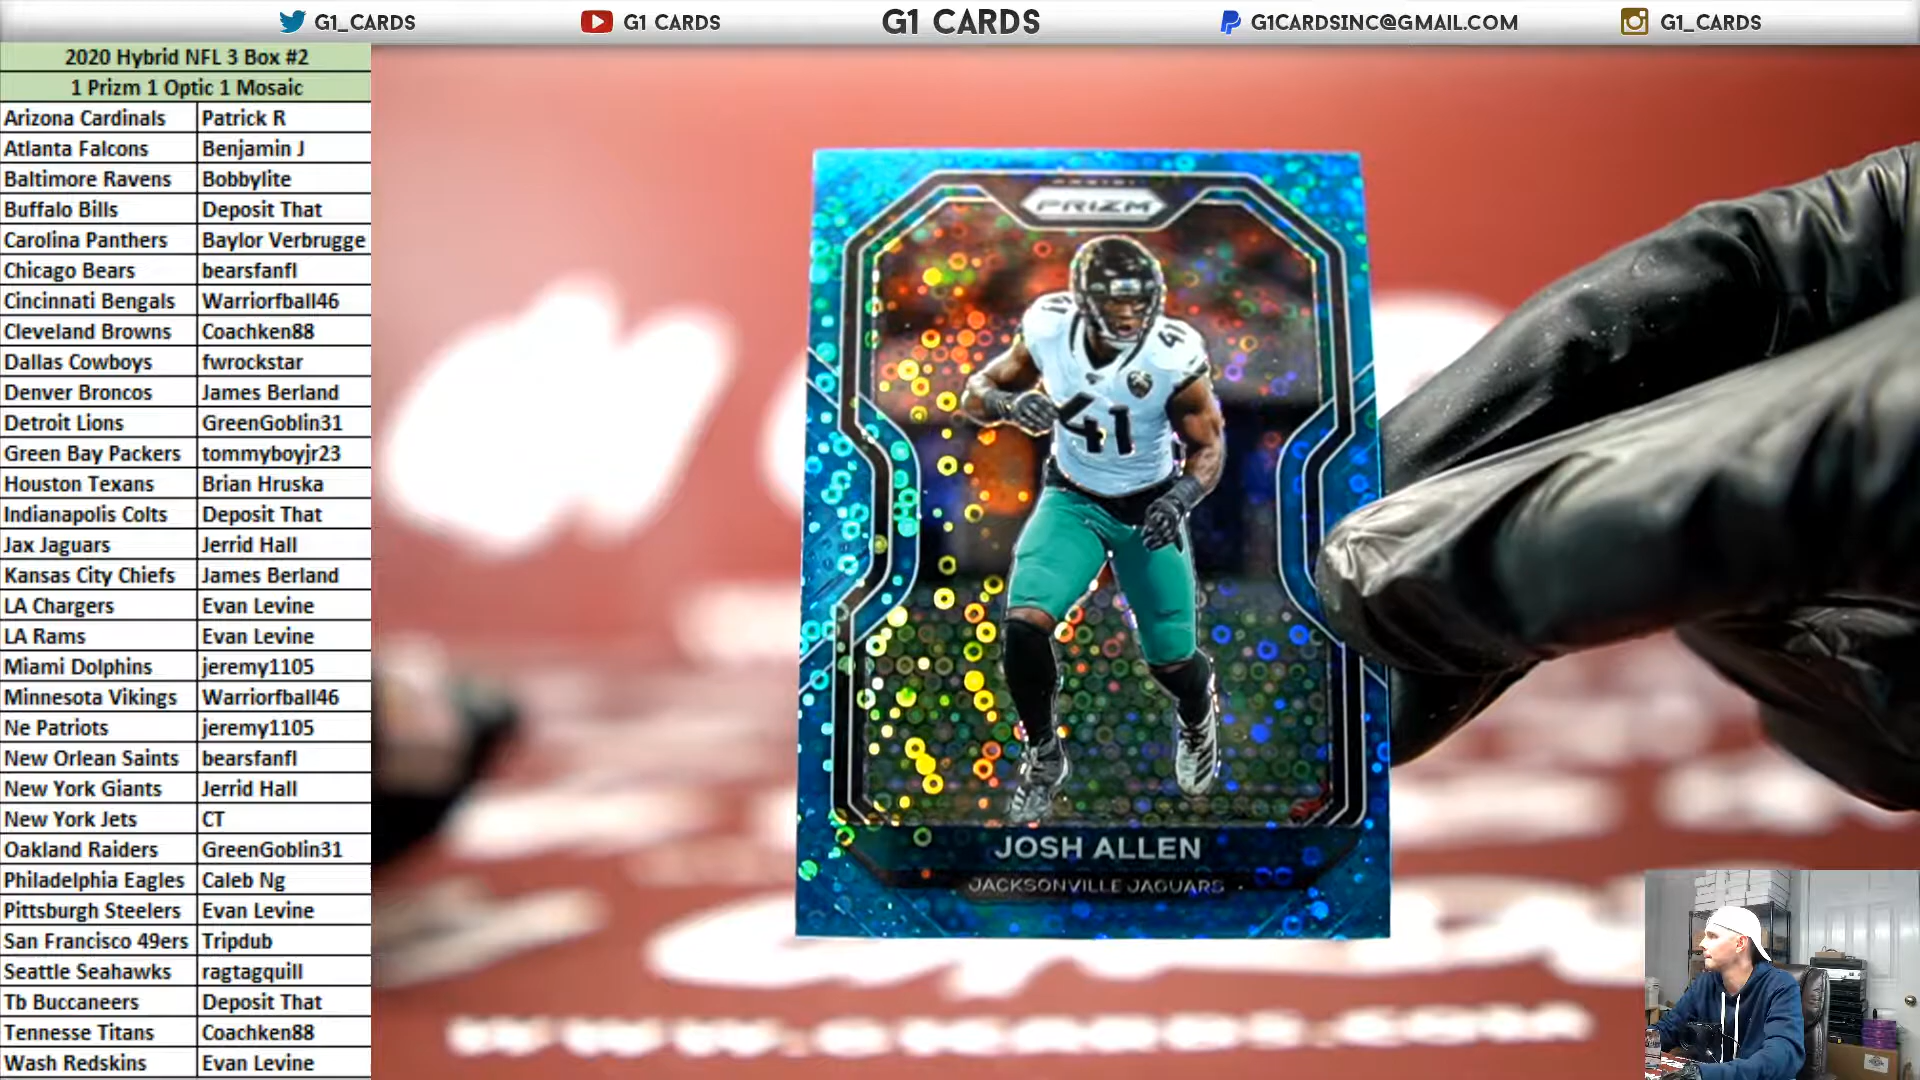 G1_CARDS G1 CARDS G1 CARDS G1CARDSINC@GMAIL.COM G1_CARDS
2020 Hybrid NFL 3 Box #2
1 Prizm 1 Optic 1 Mosaic
Arizona Cardinals Patrick R
Atlanta Falcons Benjamin J
Baltimore Ravens Bobbylite
Buffalo Bills Deposit That
Carolina Panthers Baylor Verbrugge
Chicago Bears bearsfanfl
Cincinnati Bengals Warriorfball46
Cleveland Browns Coachken88
Dallas Cowboys fwrockstar
Denver Broncos James Berland
Detroit Lions GreenGoblin31
Green Bay Packers tommyboyjr23
Houston Texans Brian Hruska
Indianapolis Colts Deposit That
Jax Jaguars Jerrid Hall
Kansas City Chiefs James Berland
LA Chargers Evan Levine
LA Rams Evan Levine
Miami Dolphins jeremy1105
Minnesota Vikings Warriorfball46
Ne Patriots jeremy1105
New Orlean Saints bearsfanfl
New York Giants Jerrid Hall
New York Jets CT
Oakland Raiders GreenGoblin31
Philadelphia Eagles Caleb Ng
Pittsburgh Steelers Evan Levine
San Francisco 49ers Tripdub
Seattle Seahawks ragtagquill
Tb Buccaneers Deposit That
Tennesse Titans Coachken88
Wash Redskins Evan Levine
PANINI
PRIZM
41 41
41
JOSH ALLEN
JACKSONVILLE JAGUARS